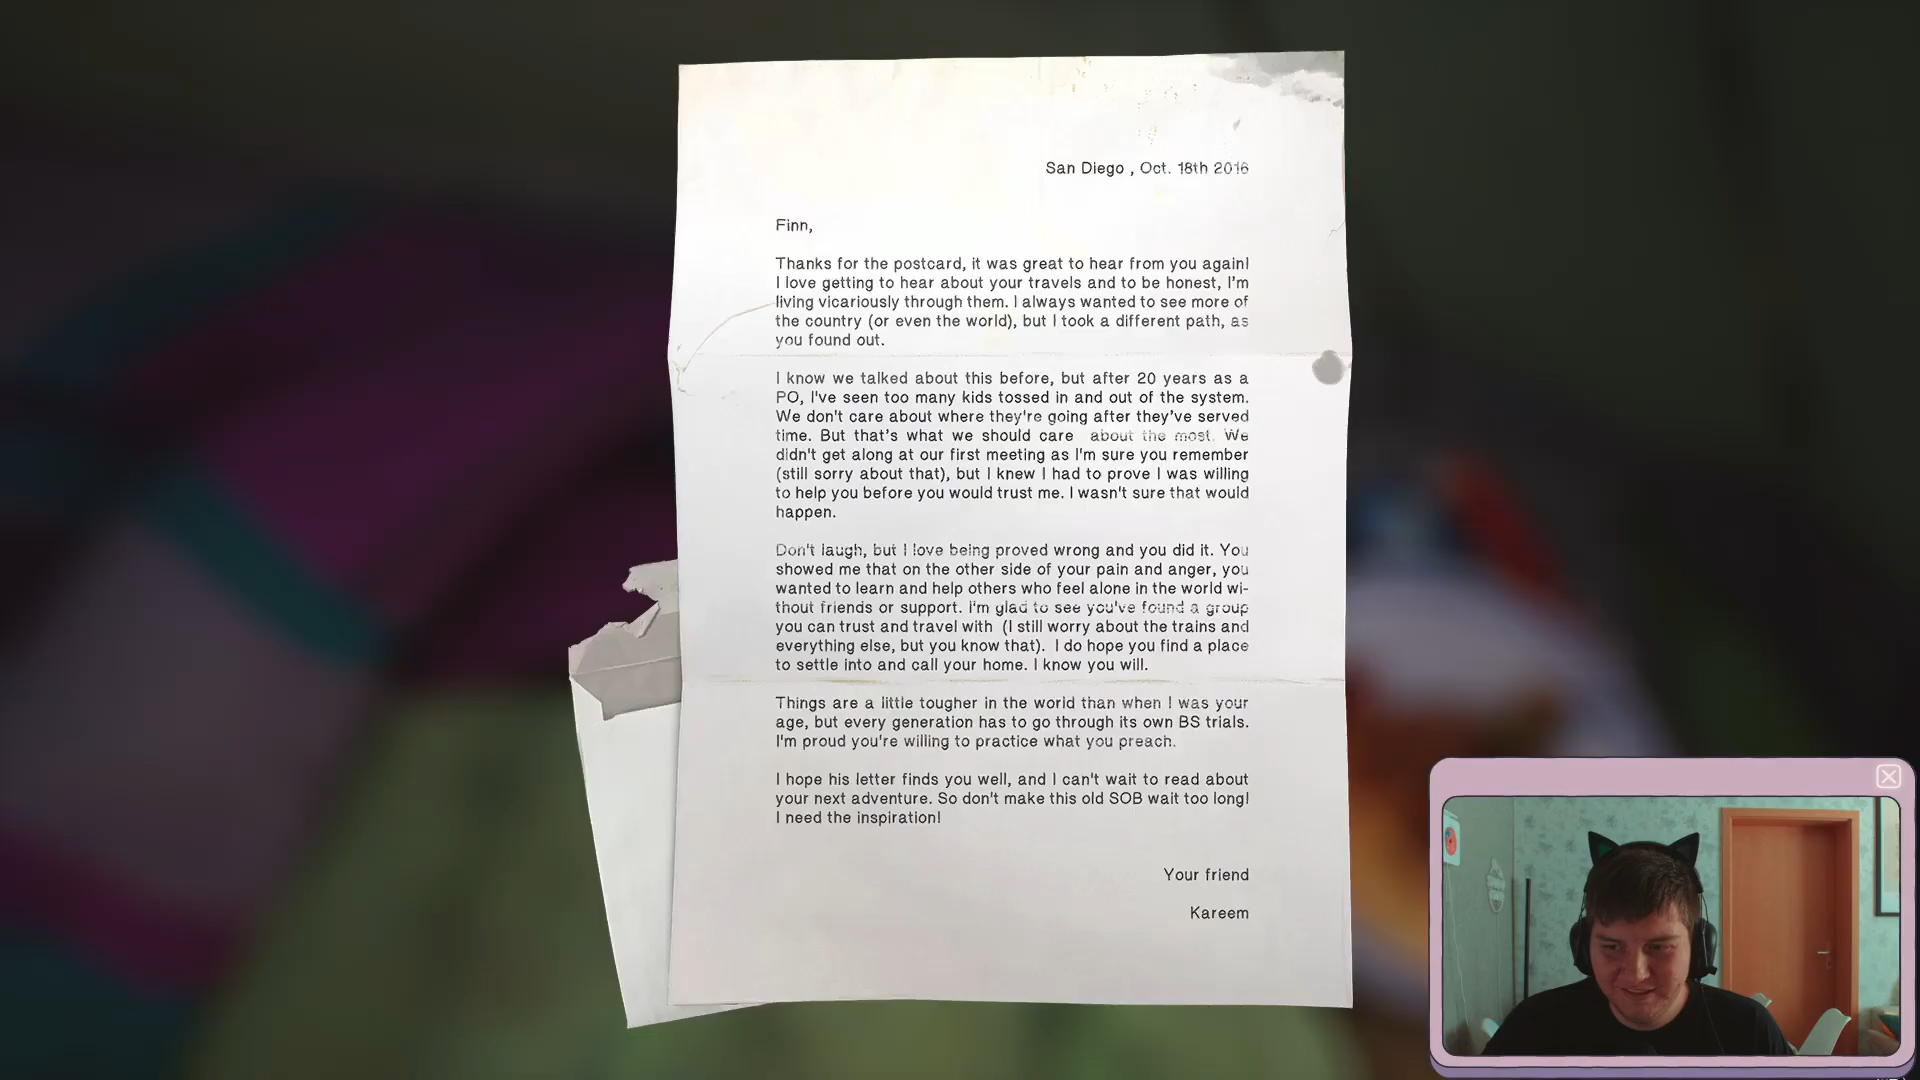 San Diego , Oct. 18th 2016
Finn,
Thanks for the postcard, it was great to hear from you again!
I love getting to hear about your travels and to be honest, I'm
living vicariously through them. I always wanted to see more of
the country (or even the world), but I took a different path, as
you found out.
I know we talked about this before, but after 20 years as a
PO, I've seen too many kids tossed in and out of the system.
We don't care about where they're going after they've served
time. But that's what we should care about the most. We
didn't get along at our first meeting as I'm sure you remember
(still sorry about that), but I knew I had to prove I was willing
to help you before you would trust me. I wasn't sure that would
happen.
Don't laugh, but I love being proved wrong and you did it. You
showed me that on the other side of your pain and anger, you
wanted to learn and help others who feel alone in the world wi-
thout friends or support. I'm glad to see you've found a group
you can trust and travel with (I still worry about the trains and
everything else, but you know that). I do hope you find a place
to settle into and call your home. I know you will.
Things are a little tougher in the world than when I was your
age, but every generation has to go through its own BS trials.
I'm proud you're willing to practice what you preach.
I hope his letter finds you well, and I can't wait to read about
your next adventure. So don't make this old SOB wait too long!
I need the inspiration!
Your friend
Kareem